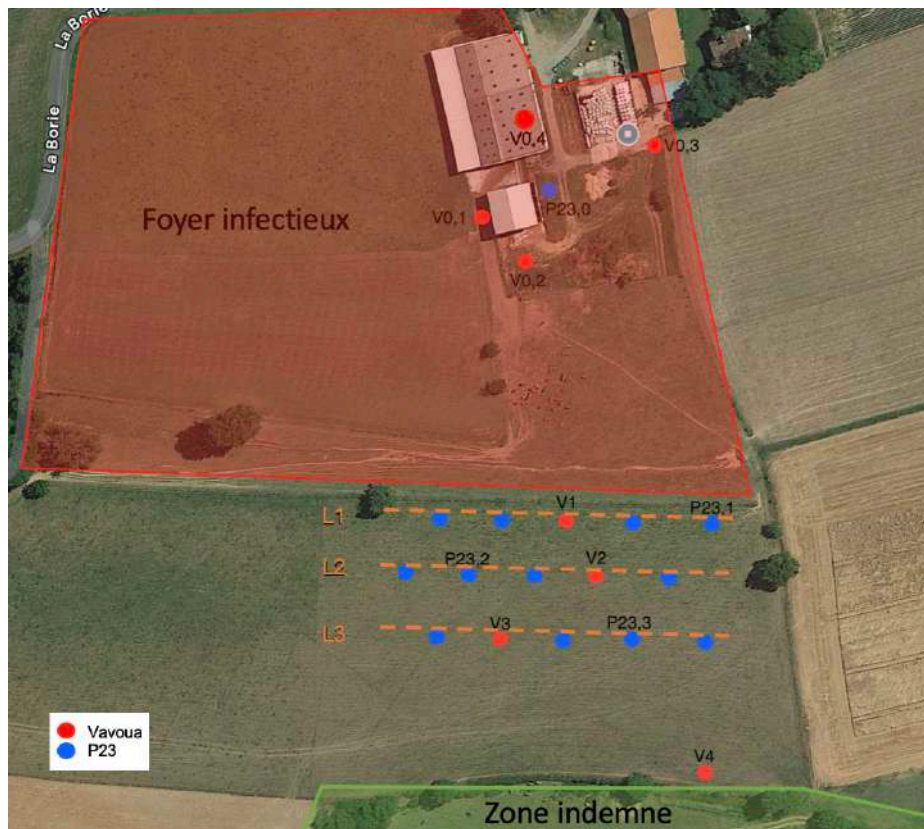 La Borie
La Borie
V0,4
V0,3
P23,0
V0,1
Foyer infectieux
V0,2
V1
P23,1
L1
P23,2
V2
L2
V3
P23,3
L3
Vavoua
P23
V4
Zone indemne